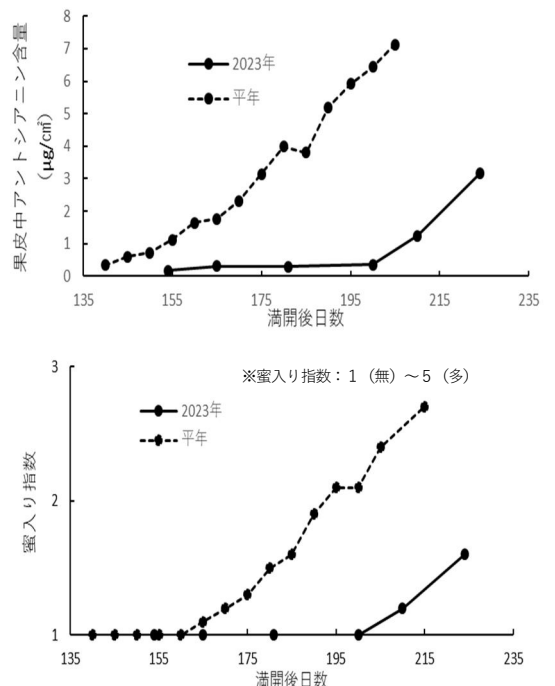 8
7
6
5
4
3
2
1
0
果皮中アントシアニン含量
（μg/㎠）
2023年
平年
135 155 175 195 215 235
満開後日数
3
2
1
※蜜入り指数：１（無）～５（多）
2023年
平年
蜜入り指数
135 155 175 195 215 235
満開後日数